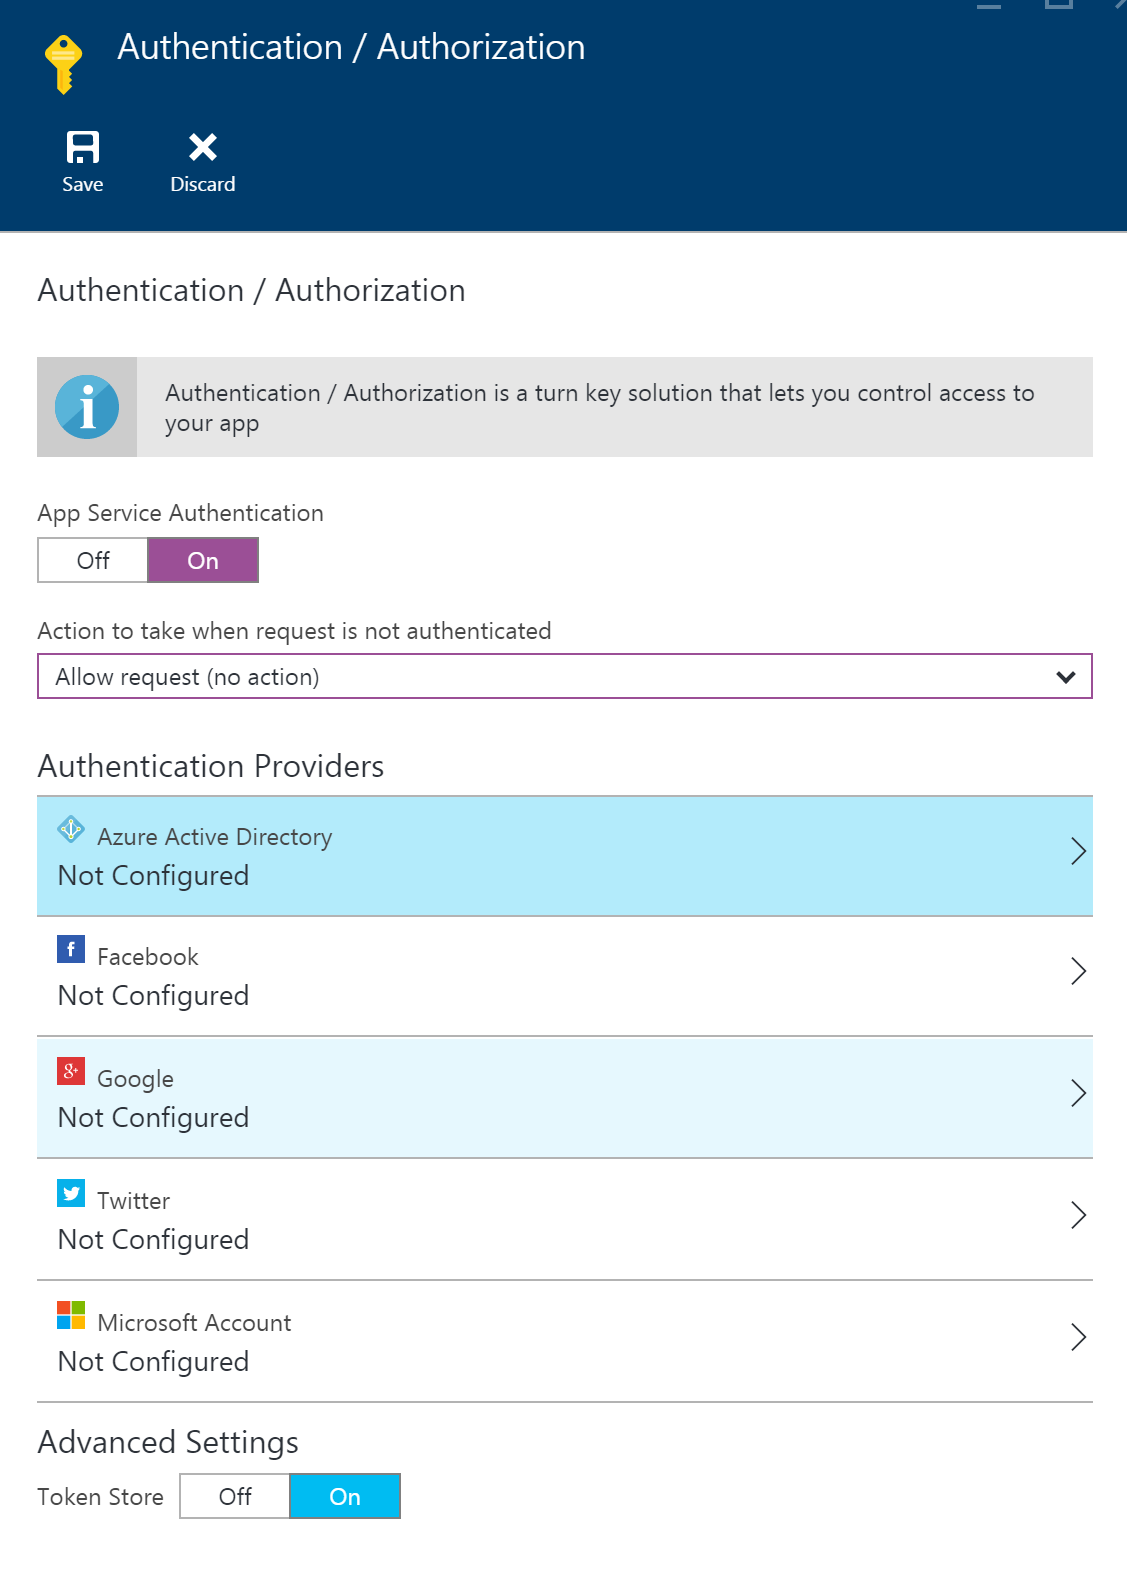 Authentication / Authorization
Save
Discard
Authentication / Authorization
Authentication / Authorization is a turn key solution that lets you control access to
your app
App Service Authentication
Off
On
Action to take when request is not authenticated
Allow request (no action)
Authentication Providers
Azure Active Directory
Not Configured
f
Facebook
Not Configured
g+
Google
Not Configured
Twitter
Not Configured
Microsoft Account
Not Configured
Advanced Settings
Token Store
Off
On